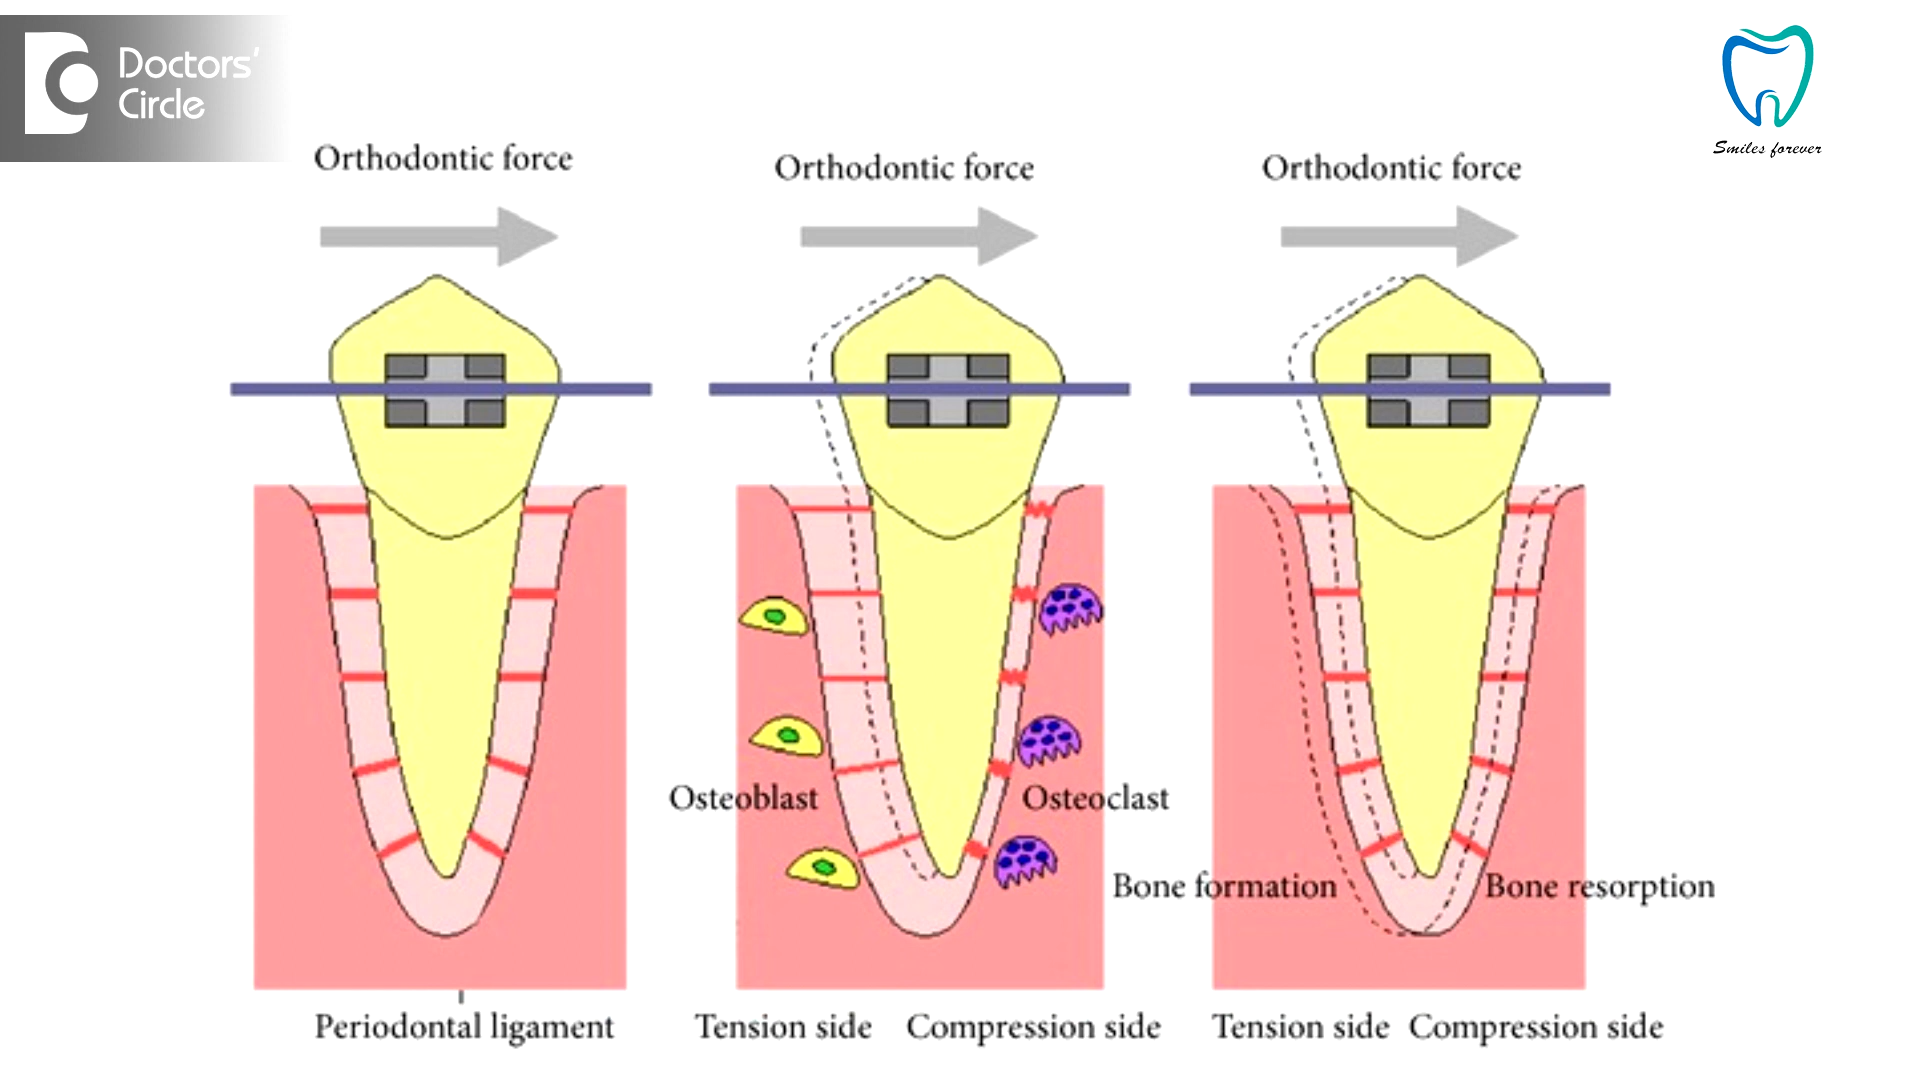 Doctors'
Circle
Smiles forever
Orthodontic force
Orthodontic force
Orthodontic force
Osteoblast
Osteoclast
Bone formation
Bone resorption
Periodontal ligament
Tension side
Compression side
Tension side
Compression side